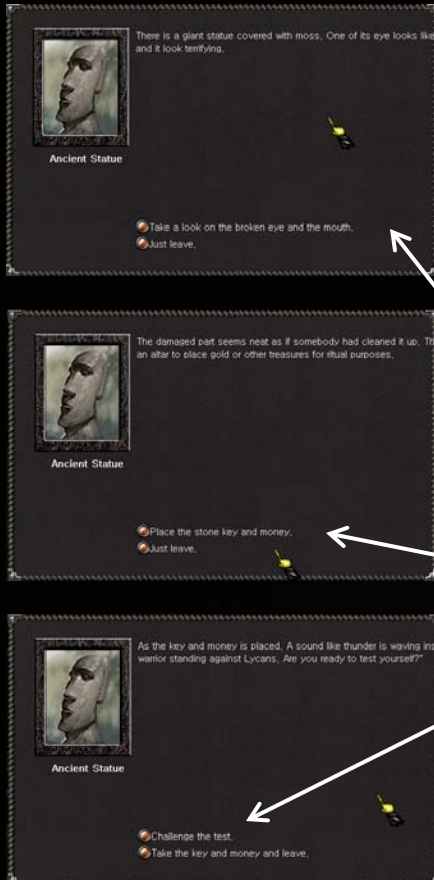 There is a giant statue covered with moss, One of its eye looks like
and it look terrifying,
Ancient Statue
Take a look on the broken eye and the mouth,
Just leave,
The damaged part seems neat as if somebody had cleaned it up, Th
an altar to place gold or other treasures for ritual purposes,
Ancient Statue
Place the stone key and money,
Just leave,
As the key and money is placed, A sound like thunder is waving ins
warrior standing against Lycans, Are you ready to test yourself?"
Ancient Statue
Challenge the test,
Take the key and money and leave,